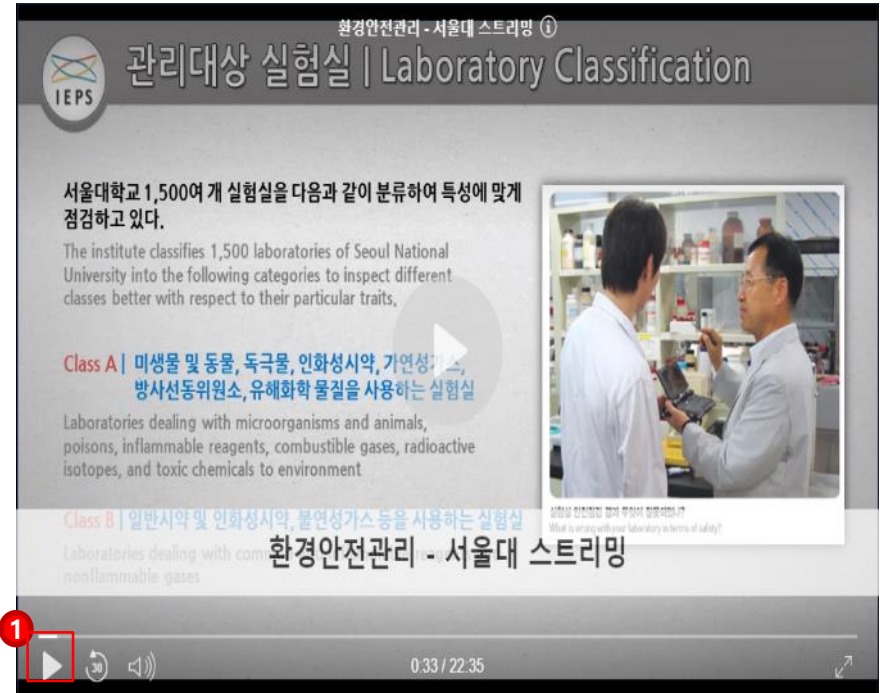 환경안전관리 - 서울대 스트리밍
IEPS
관리대상 실험실 | Laboratory Classification
서울대학교 1,500여 개 실험실을 다음과 같이 분류하여 특성에 맞게
점검하고 있다.
The institute classifies 1,500 laboratories of Seoul National
University into the following categories to inspect different
classes better with respect to their particular traits.
Class A | 미생물 및 동물, 독극물, 인화성시약, 가연성가스,
방사선동위원소, 유해화학 물질을 사용하는 실험실
Laboratories dealing with microorganisms and animals,
poisons, inflammable reagents, combustible gases, radioactive
isotopes, and toxic chemicals to environment
Class B | 일반시약 및 인화성시약, 불연성가스 등을 사용하는 실험실
Laboratories dealing with
nonflammable gases
What is wrong with your laboratory in terms of safety?
환경안전관리 - 서울대 스트리밍
1
30
0:33 / 22:35